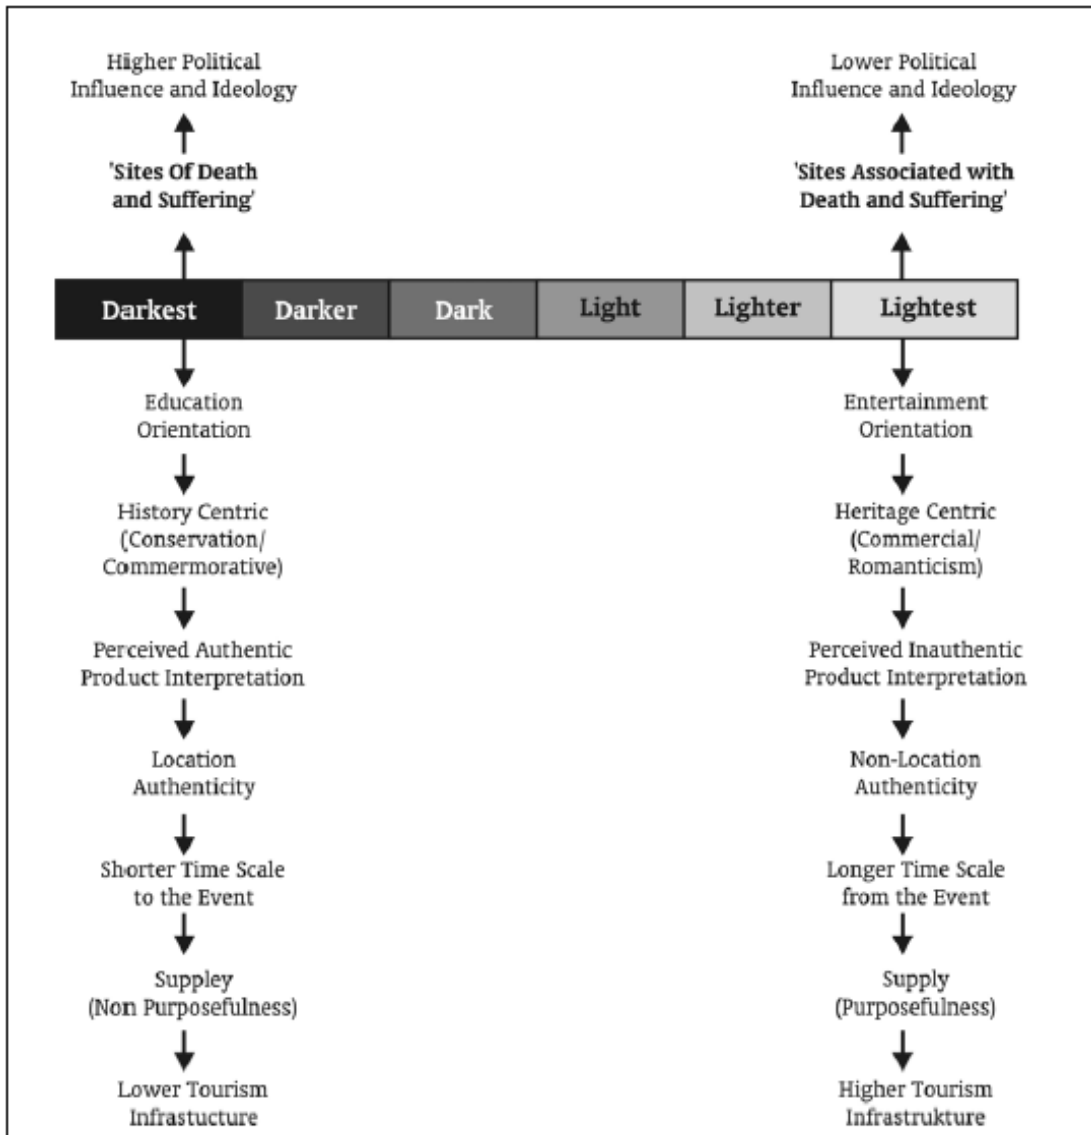 Higher Political
Influence and Ideology
Lower Political
Influence and Ideology
'Sites Of Death
and Suffering'
'Sites Associated with
Death and Suffering'
Darkest
Darker
Dark
Light
Lighter
Lightest
Education
Orientation
Entertainment
Orientation
History Centric
(Conservation/
Commermorative)
Heritage Centric
(Commercial/
Romanticism)
Perceived Authentic
Product Interpretation
Perceived Inauthentic
Product Interpretation
Location
Authenticity
Non-Location
Authenticity
Shorter Time Scale
to the Event
Longer Time Scale
from the Event
Suppley
(Non Purposefulness)
Supply
(Purposefulness)
Lower Tourism
Infrastucture
Higher Tourism
Infrastrukture